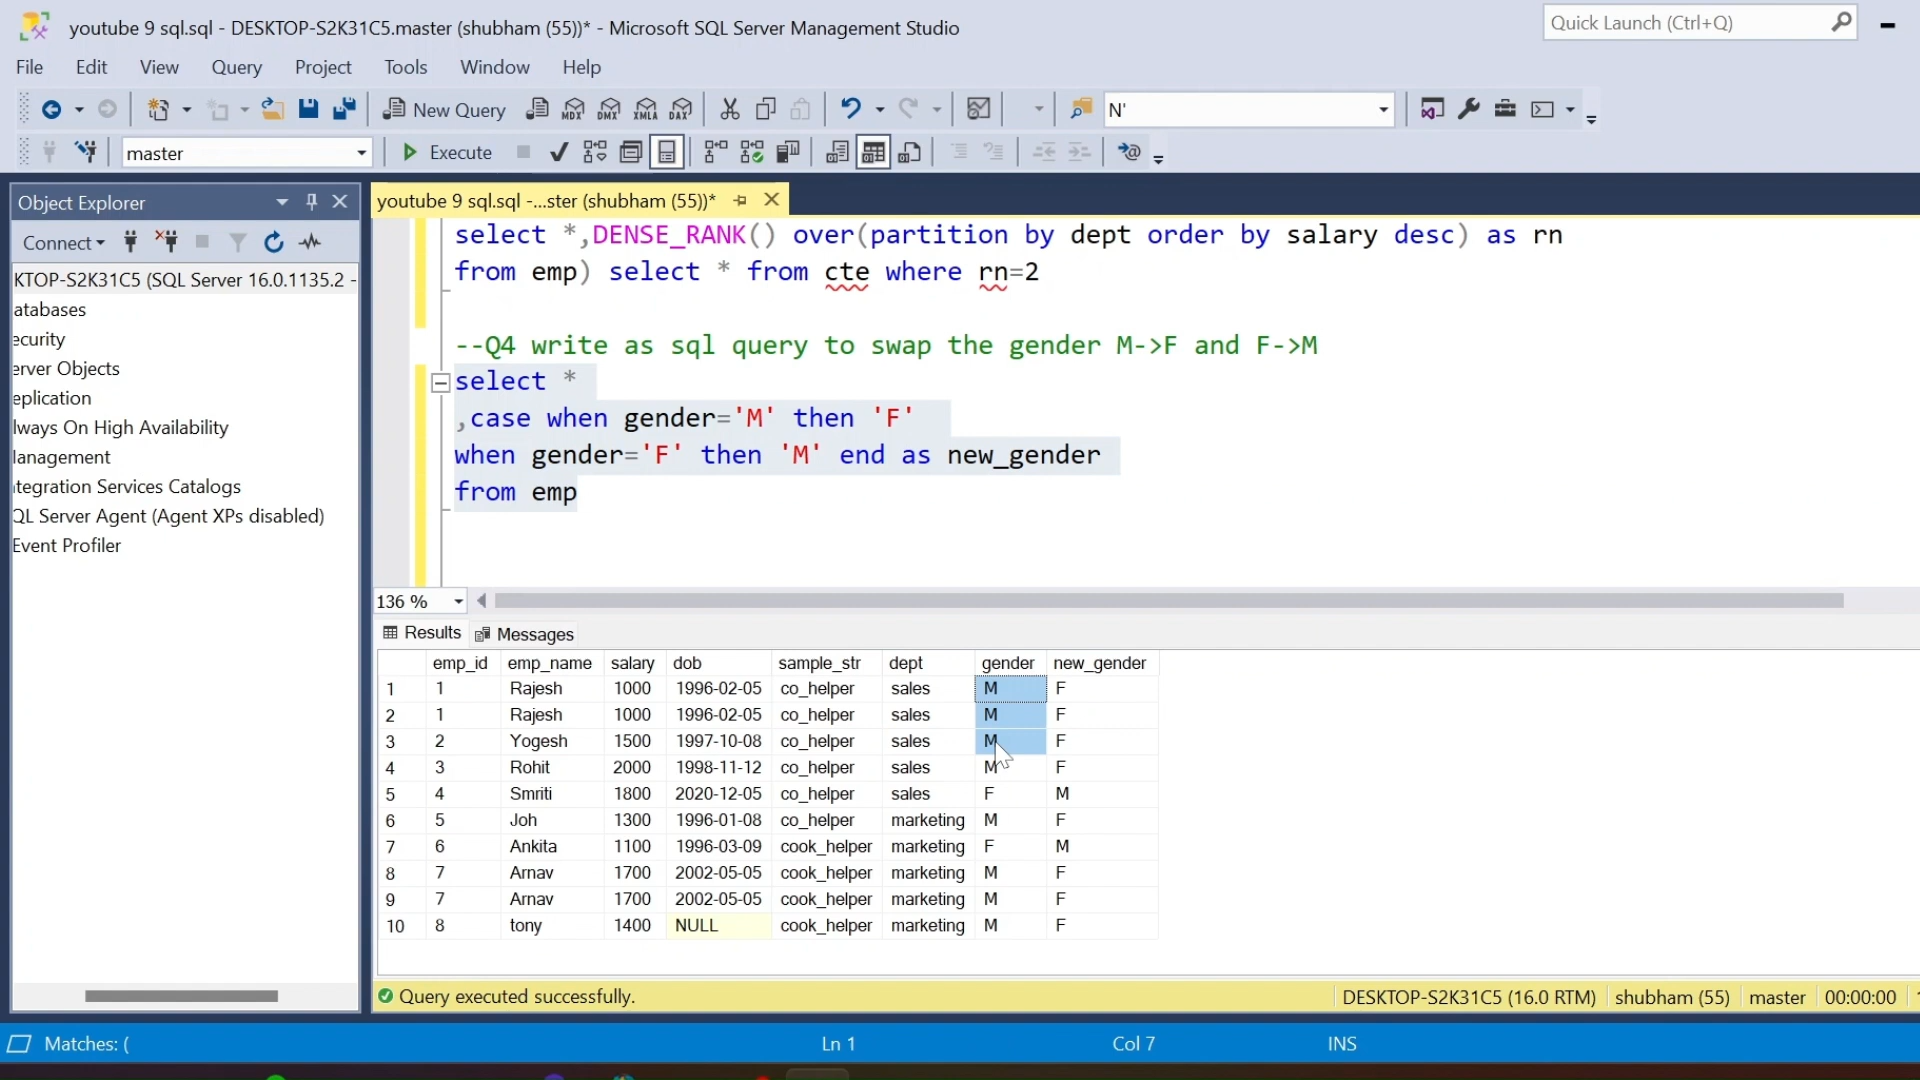 youtube 9 sql.sql - DESKTOP-S2K31C5.master (shubham (55))* - Microsoft SQL Server Management Studio
Quick Launch (Ctrl+Q)
File Edit View Query Project Tools Window Help
New Query MDX DMX XMLA DAX N'
master Execute
Object Explorer
youtube 9 sql.sql -...ster (shubham (55))*
Connect
KTOP-S2K31C5 (SQL Server 16.0.1135.2 -
atabases
ecurity
erver Objects
eplication
lways On High Availability
lanagement
itegration Services Catalogs
QL Server Agent (Agent XPs disabled)
Event Profiler
select *,DENSE_RANK() over(partition by dept order by salary desc) as rn
from emp) select * from cte where rn=2
--Q4 write as sql query to swap the gender M->F and F->M
select *
,case when gender='M' then 'F'
when gender='F' then 'M' end as new_gender
from emp
136 %
Results Messages
emp_id emp_name salary dob sample_str dept gender new_gender
1 1 Rajesh 1000 1996-02-05 co_helper sales M F
2 1 Rajesh 1000 1996-02-05 co_helper sales M F
3 2 Yogesh 1500 1997-10-08 co_helper sales M F
4 3 Rohit 2000 1998-11-12 co_helper sales M F
5 4 Smriti 1800 2020-12-05 co_helper sales F M
6 5 Joh 1300 1996-01-08 co_helper marketing M F
7 6 Ankita 1100 1996-03-09 cook_helper marketing F M
8 7 Arnav 1700 2002-05-05 cook_helper marketing M F
9 7 Arnav 1700 2002-05-05 cook_helper marketing M F
10 8 tony 1400 NULL cook_helper marketing M F
Query executed successfully. DESKTOP-S2K31C5 (16.0 RTM) shubham (55) master 00:00:00
Matches: ( Ln 1 Col 7 INS